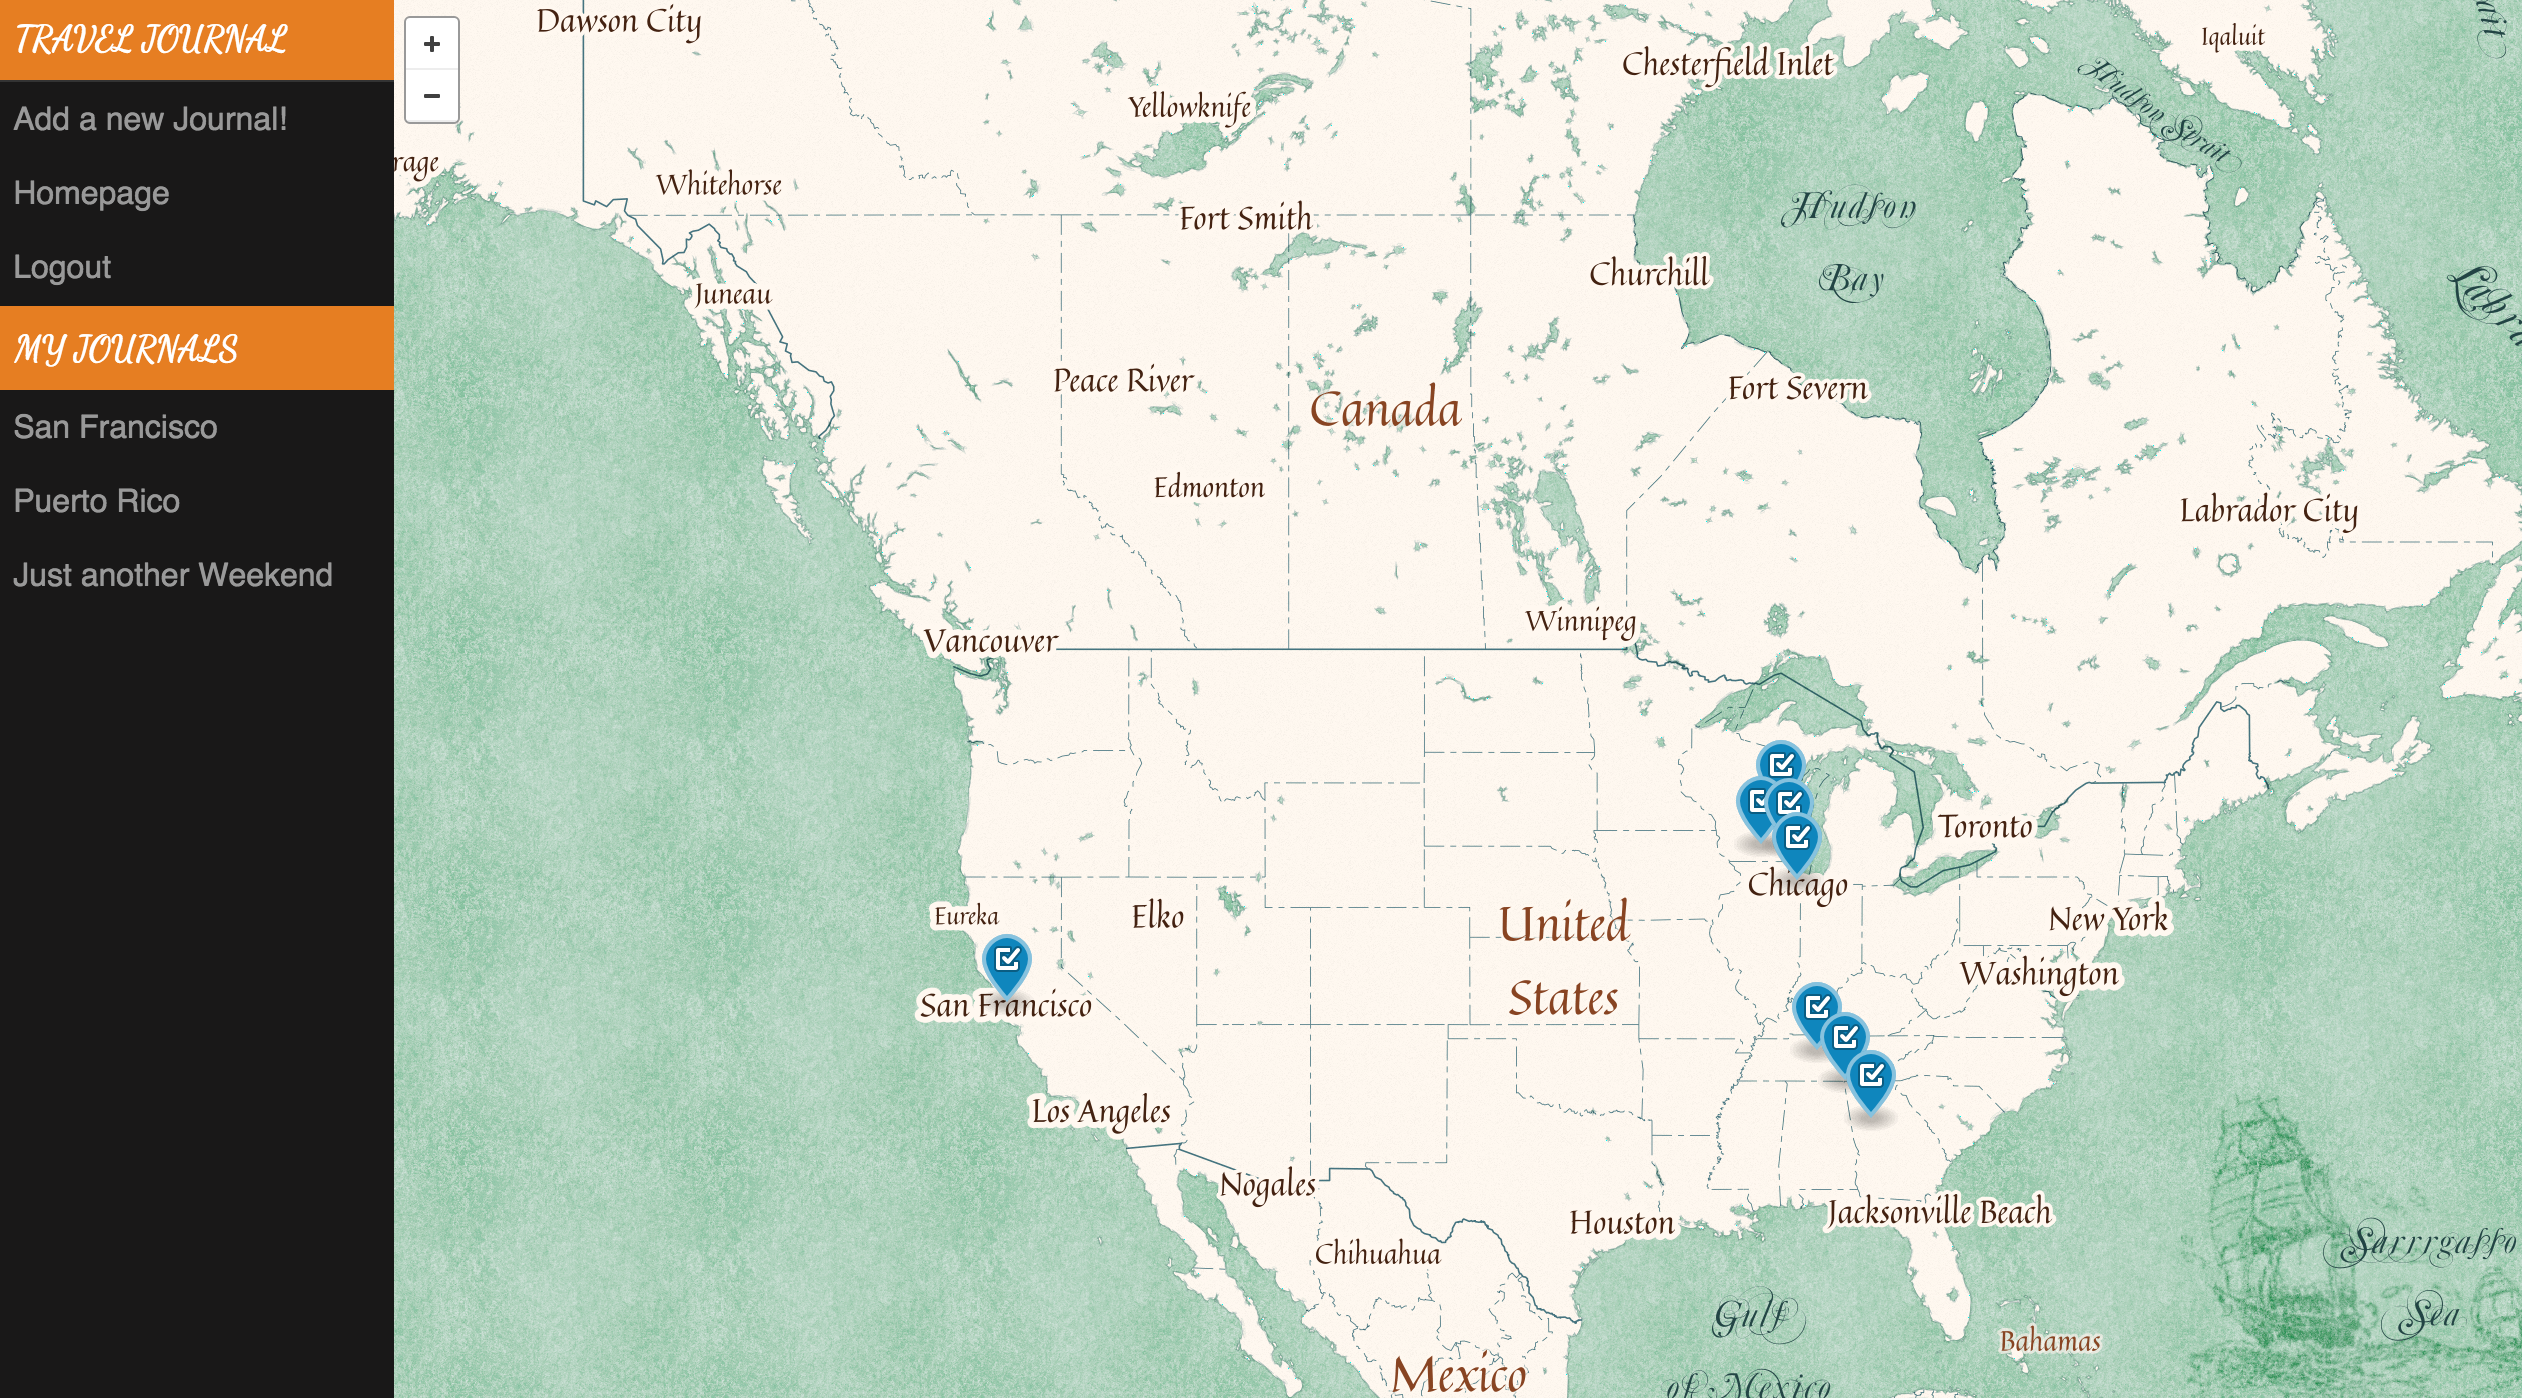 TRAVEL JOURNAL
Add a new Journal!
Homepage
Logout
MY JOURNALS
San Francisco
Puerto Rico
Just another Weekend
+
−
Dawson City
Iqaluit
Chesterfield Inlet
Yellowknife
Hudson Strait
rage
Whitehorse
Fort Smith
Hudson
Bay
Churchill
Juneau
Peace River
Canada
Fort Severn
Edmonton
Labrador City
Winnipeg
Vancouver
Toronto
Chicago
Eureka
Elko
United
States
New York
Washington
San Francisco
Los Angeles
Nogales
Houston
Jacksonville Beach
Chihuahua
Sarrrgasso
Sea
Gulf
of Mexico
Bahamas
Mexico